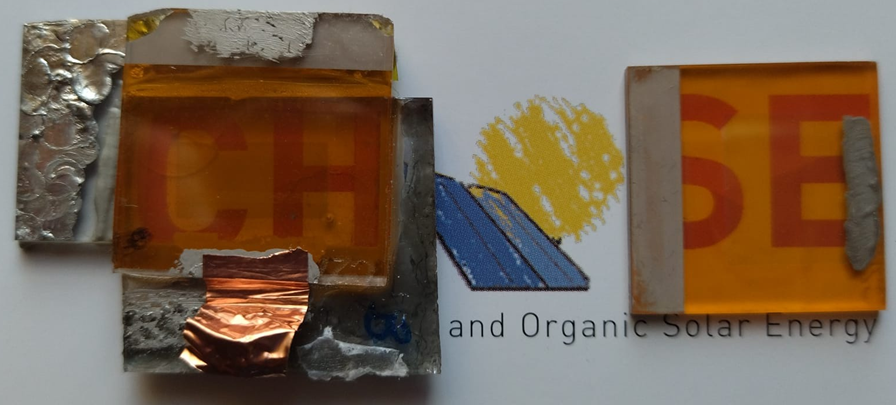 CH SE
and Organic Solar Energy